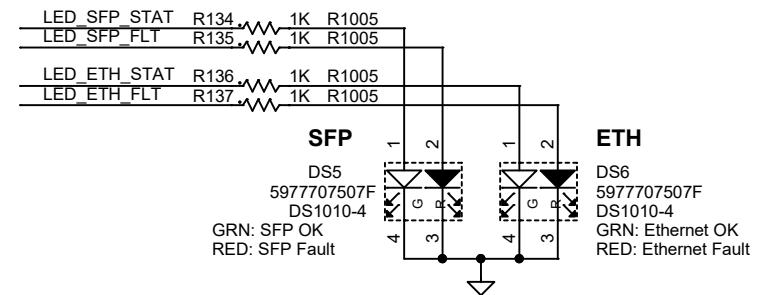 LED_SFP_STAT R134 1K R1005
LED_SFP_FLT R135 1K R1005
LED_ETH_STAT R136 1K R1005
LED_ETH_FLT R137 1K R1005
SFP
ETH
1 2
1 2
DS5
5977707507F
DS1010-4
GRN: SFP OK
RED: SFP Fault
G R
G R
DS6
5977707507F
DS1010-4
GRN: Ethernet OK
RED: Ethernet Fault
4 3
4 3